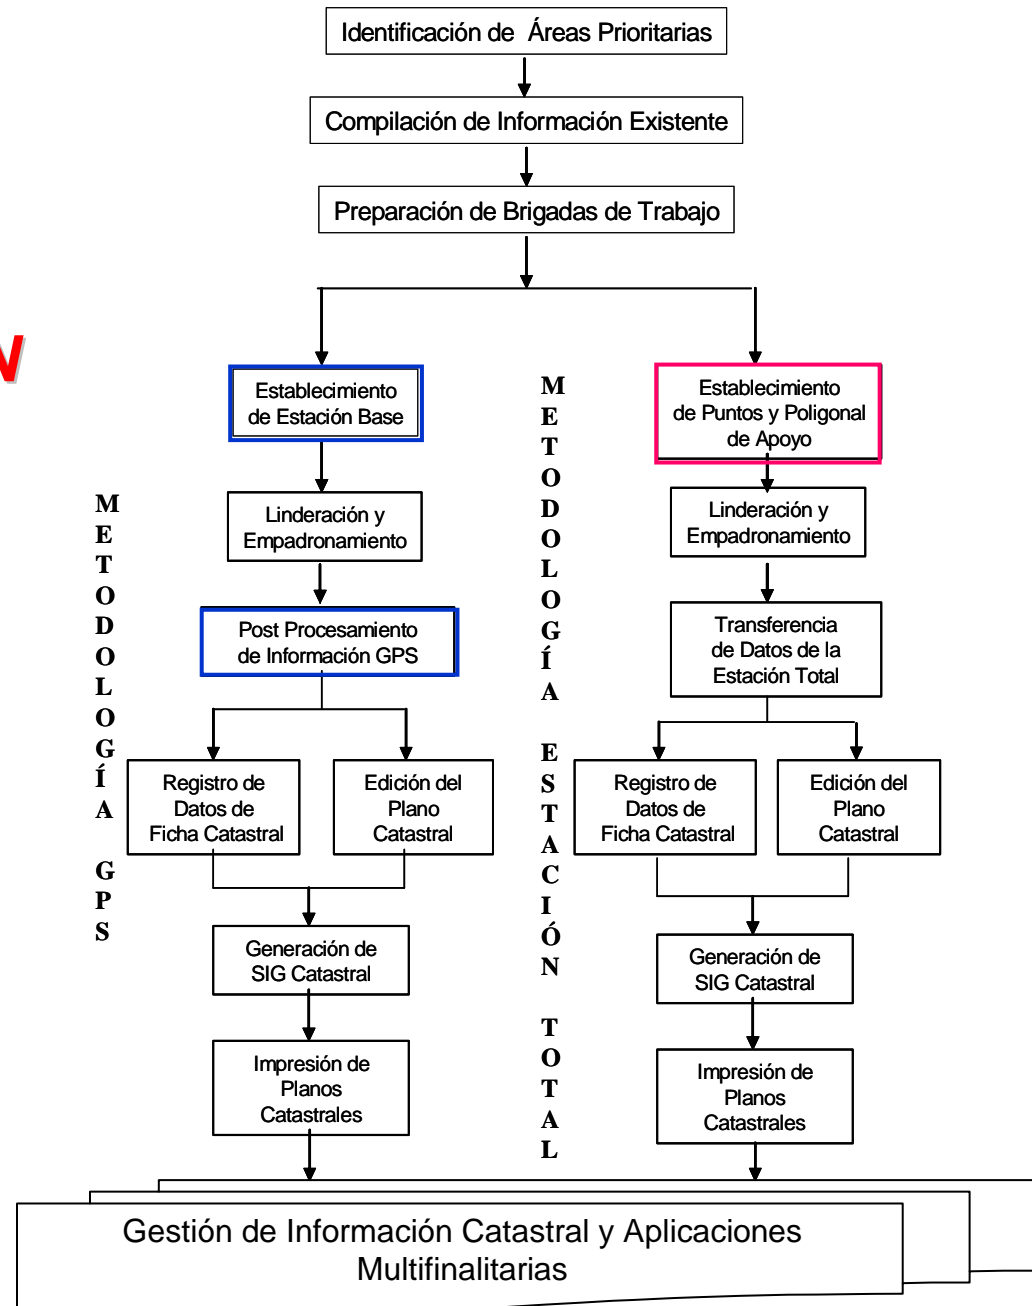 Identificación de Áreas Prioritarias
Compilación de Información Existente
Preparación de Brigadas de Trabajo
N
METODOLOGÍA GPS
Establecimiento
de Estación Base
Linderación y
Empadronamiento
Post Procesamiento
de Información GPS
Registro de
Datos de
Ficha Catastral
Edición del
Plano
Catastral
Generación de
SIG Catastral
Impresión de
Planos
Catastrales
METODOLOGÍA ESTACIÓN TOTAL
Establecimiento
de Puntos y Poligonal
de Apoyo
Linderación y
Empadronamiento
Transferencia
de Datos de la
Estación Total
Registro de
Datos de
Ficha Catastral
Edición del
Plano
Catastral
Generación de
SIG Catastral
Impresión de
Planos
Catastrales
Gestión de Información Catastral y Aplicaciones
Multifinalitarias